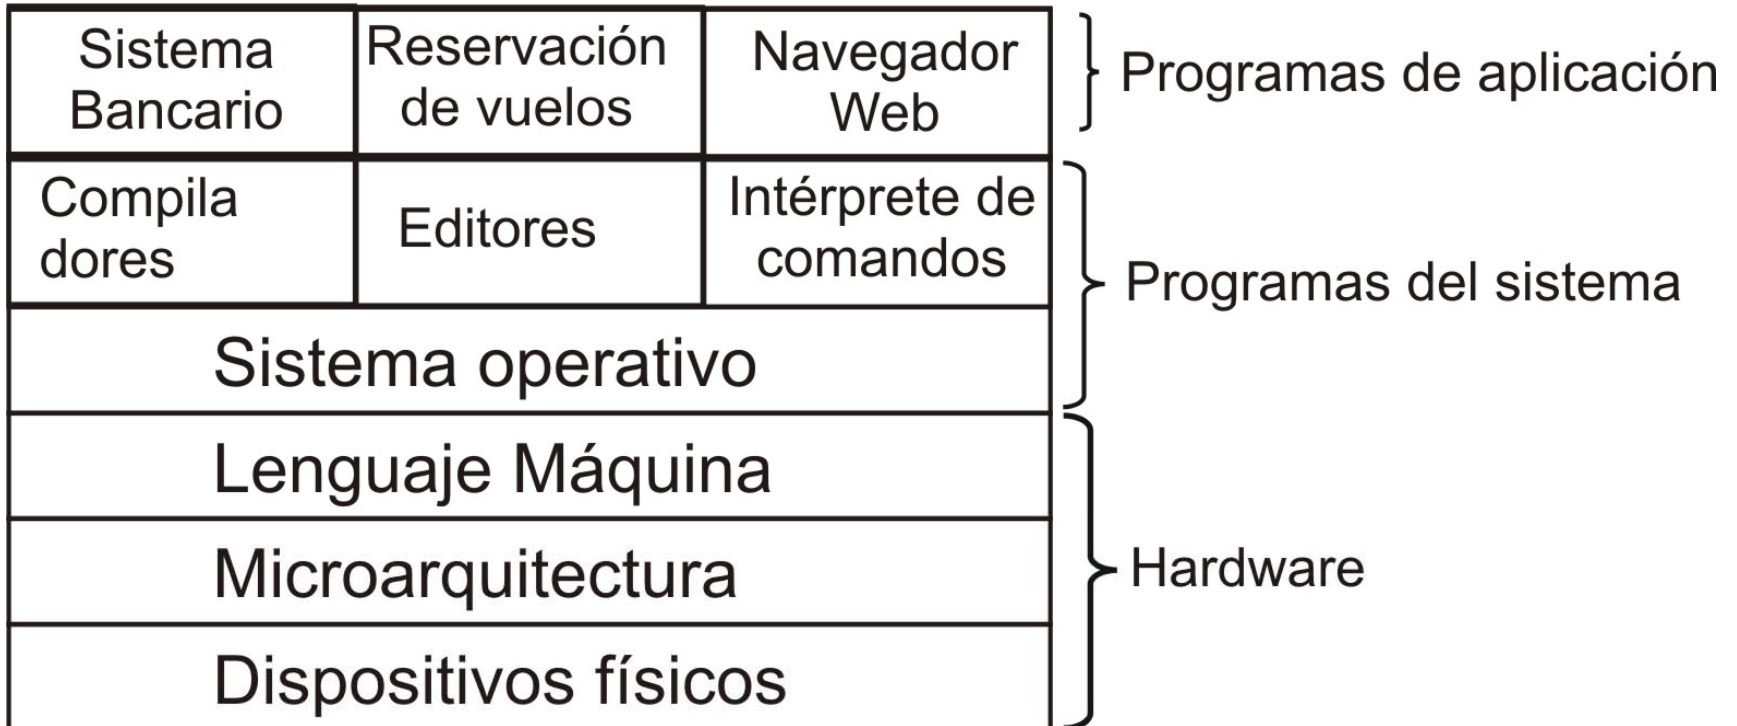 Sistema
Bancario
Reservación
de vuelos
Navegador
Web
Programas de aplicación
Compila
dores
Editores
Intérprete de
comandos
Programas del sistema
Sistema operativo
Lenguaje Máquina
Microarquitectura
Hardware
Dispositivos físicos